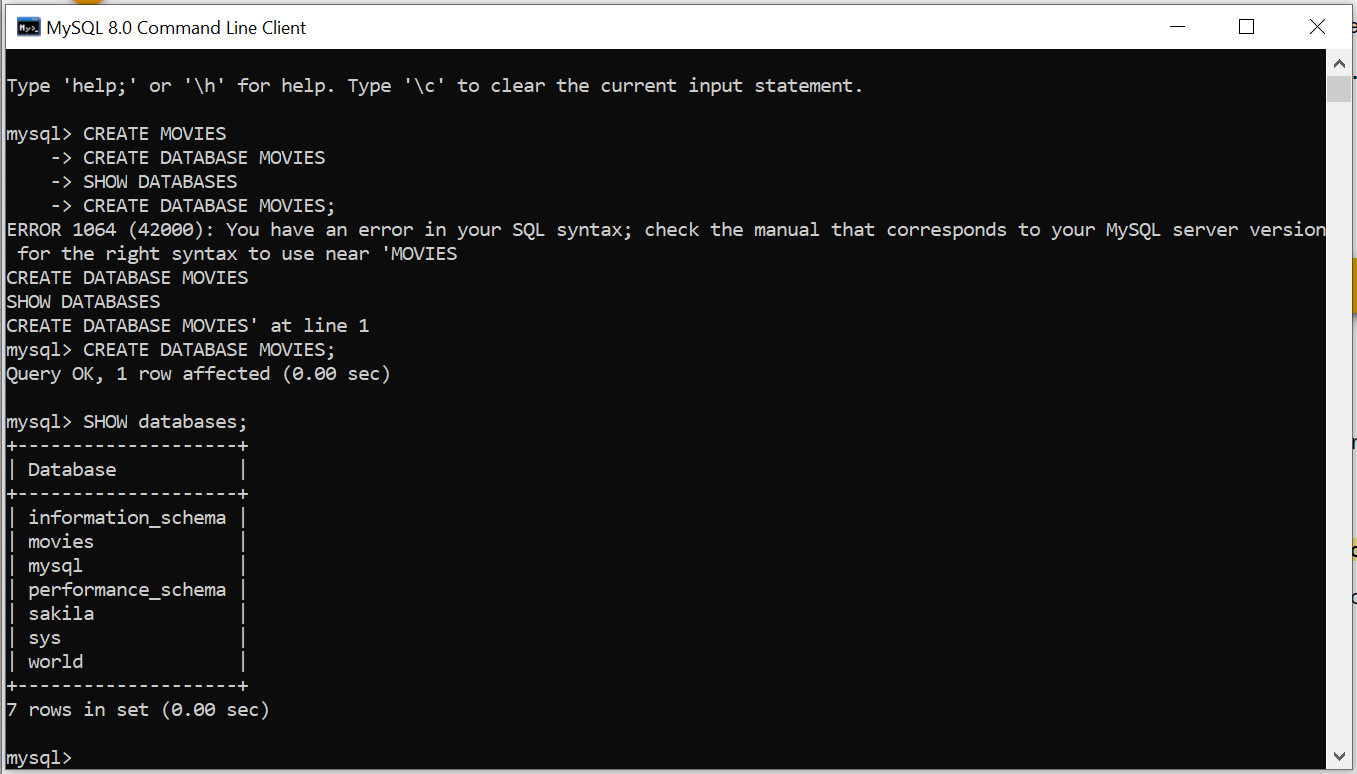 MySQL 8.0 Command Line Client
Type 'help;' or '\h' for help. Type '\c' to clear the current input statement.
mysql> CREATE MOVIES
    -> CREATE DATABASE MOVIES
    -> SHOW DATABASES
    -> CREATE DATABASE MOVIES;
ERROR 1064 (42000): You have an error in your SQL syntax; check the manual that corresponds to your MySQL server version
 for the right syntax to use near 'MOVIES
CREATE DATABASE MOVIES
SHOW DATABASES
CREATE DATABASE MOVIES' at line 1
mysql> CREATE DATABASE MOVIES;
Query OK, 1 row affected (0.00 sec)
mysql> SHOW databases;
+--------------------+
| Database           |
+--------------------+
| information_schema |
| movies             |
| mysql              |
| performance_schema |
| sakila             |
| sys                |
| world              |
+--------------------+
7 rows in set (0.00 sec)
mysql>